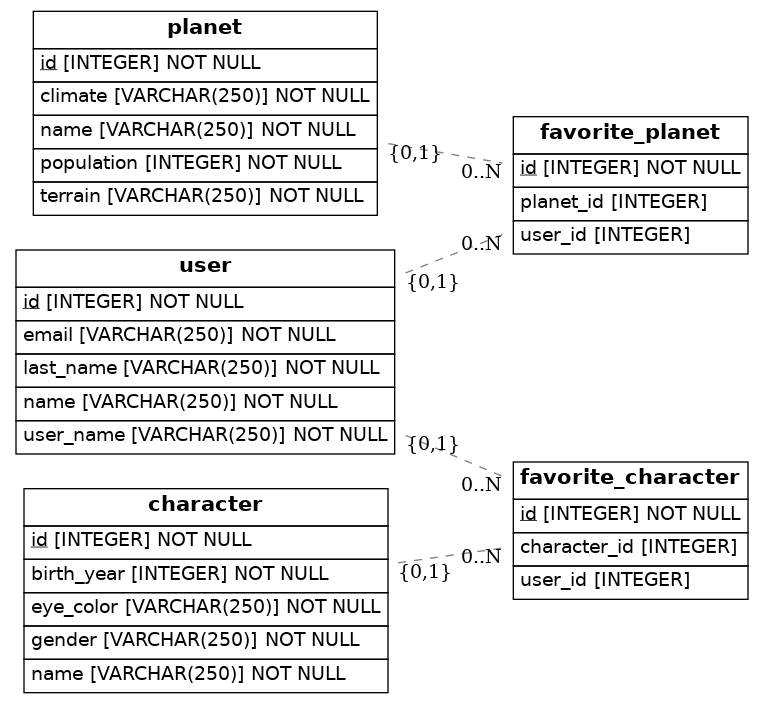 planet
id [INTEGER] NOT NULL
climate [VARCHAR(250)] NOT NULL
name [VARCHAR(250)] NOT NULL
population [INTEGER] NOT NULL
terrain [VARCHAR(250)] NOT NULL
{0,1}
0..N
favorite_planet
id [INTEGER] NOT NULL
planet_id [INTEGER]
user_id [INTEGER]
0..N
{0,1}
user
id [INTEGER] NOT NULL
email [VARCHAR(250)] NOT NULL
last_name [VARCHAR(250)] NOT NULL
name [VARCHAR(250)] NOT NULL
user_name [VARCHAR(250)] NOT NULL
{0,1}
0..N
favorite_character
id [INTEGER] NOT NULL
character_id [INTEGER]
user_id [INTEGER]
0..N
{0,1}
character
id [INTEGER] NOT NULL
birth_year [INTEGER] NOT NULL
eye_color [VARCHAR(250)] NOT NULL
gender [VARCHAR(250)] NOT NULL
name [VARCHAR(250)] NOT NULL